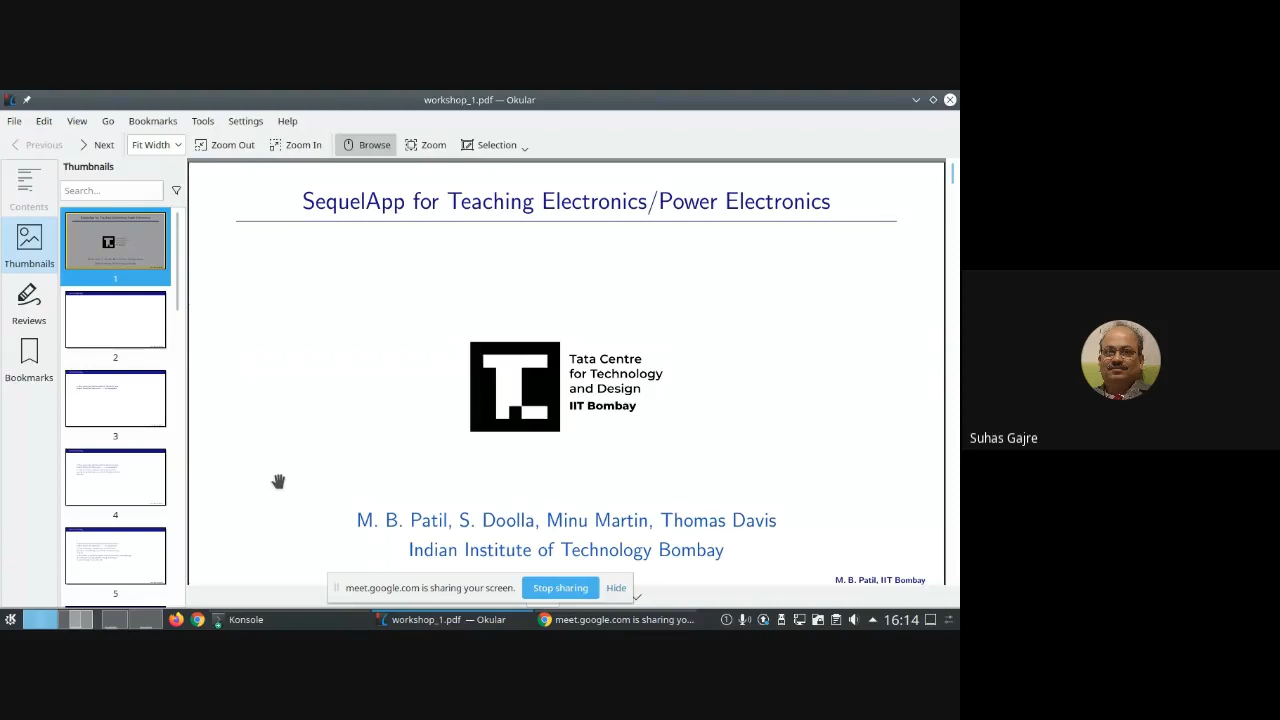 workshop_1.pdf — Okular
File Edit View Go Bookmarks Tools Settings Help
Previous Next Fit Width Zoom Out Zoom In Browse Zoom Selection
Contents
Thumbnails
Reviews
Bookmarks
Thumbnails
Search...
1
2
3
4
5
SequelApp for Teaching Electronics/Power Electronics
Tata Centre
for Technology
and Design
IIT Bombay
M. B. Patil, S. Doolla, Minu Martin, Thomas Davis
Indian Institute of Technology Bombay
M. B. Patil, IIT Bombay
meet.google.com is sharing your screen. Stop sharing Hide
Konsole workshop_1.pdf — Okular meet.google.com is sharing yo... 16:14
Suhas Gajre